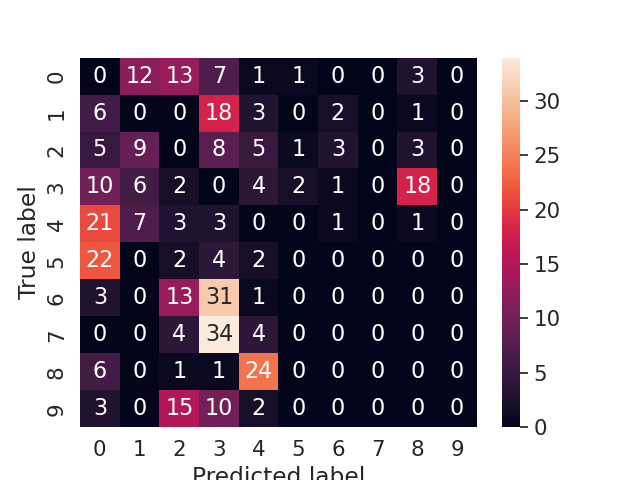 0 0 12 13 7 1 1 0 0 3 0
1 6 0 0 18 3 0 2 0 1 0
2 5 9 0 8 5 1 3 0 3 0
3 10 6 2 0 4 2 1 0 18 0
4 21 7 3 3 0 0 1 0 1 0
5 22 0 2 4 2 0 0 0 0 0
6 3 0 13 31 1 0 0 0 0 0
7 0 0 4 34 4 0 0 0 0 0
8 6 0 1 1 24 0 0 0 0 0
9 3 0 15 10 2 0 0 0 0 0
0 1 2 3 4 5 6 7 8 9
Predicted label
True label
30
25
20
15
10
5
0